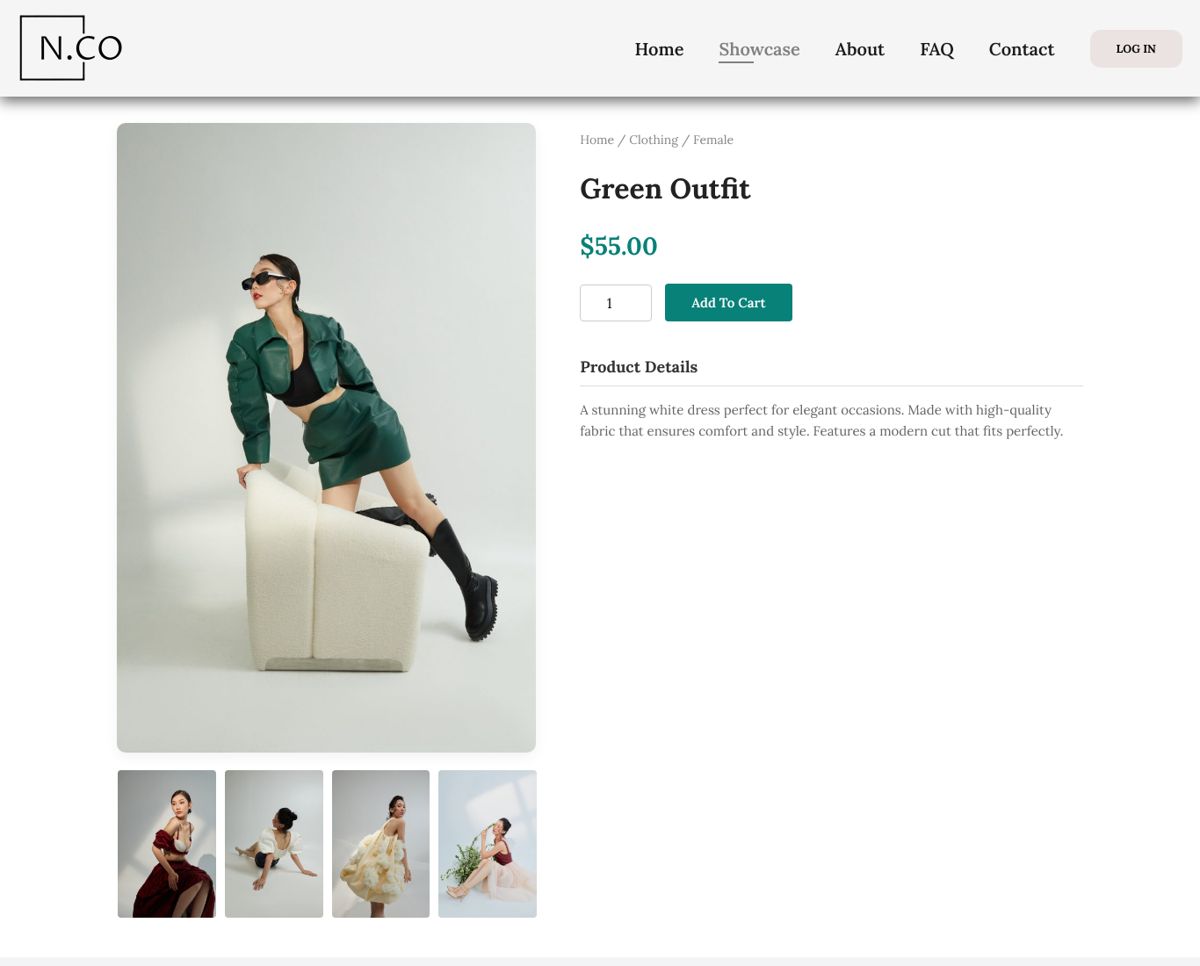 N.CO
Home Showcase About FAQ Contact LOG IN
Home / Clothing / Female
Green Outfit
$55.00
1 Add To Cart
Product Details
A stunning white dress perfect for elegant occasions. Made with high-quality
fabric that ensures comfort and style. Features a modern cut that fits perfectly.